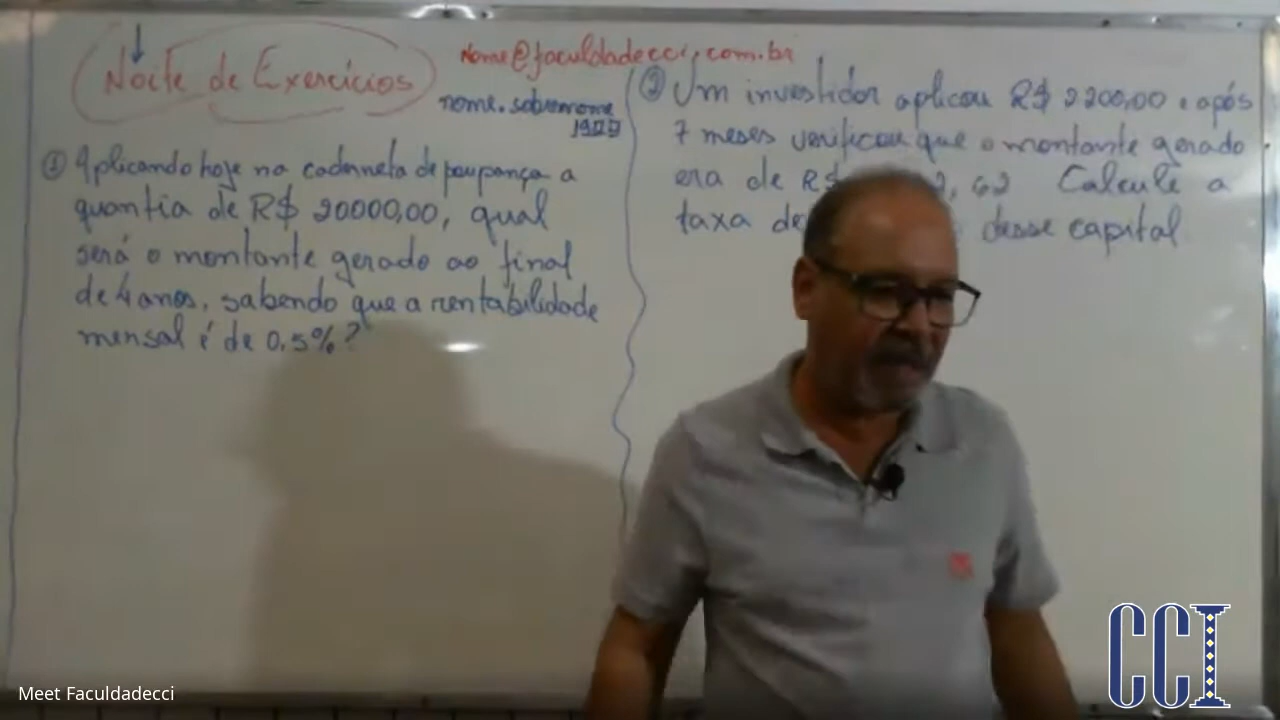 Noite de Exercícios
nome@faculdadecci.com.br
nome.sobrenome
① Aplicando hoje na caderneta de poupança a
quantia de R$ 20000,00, qual
será o montante gerado ao final
de 4 anos, sabendo que a rentabilidade
mensal é de 0,5%?
② Um investidor aplicou R$ 2200,00 e após
7 meses verificou que o montante gerado
era de R$ 2,62 Calcule a
taxa de desse capital
CCI
Meet Faculdadecci